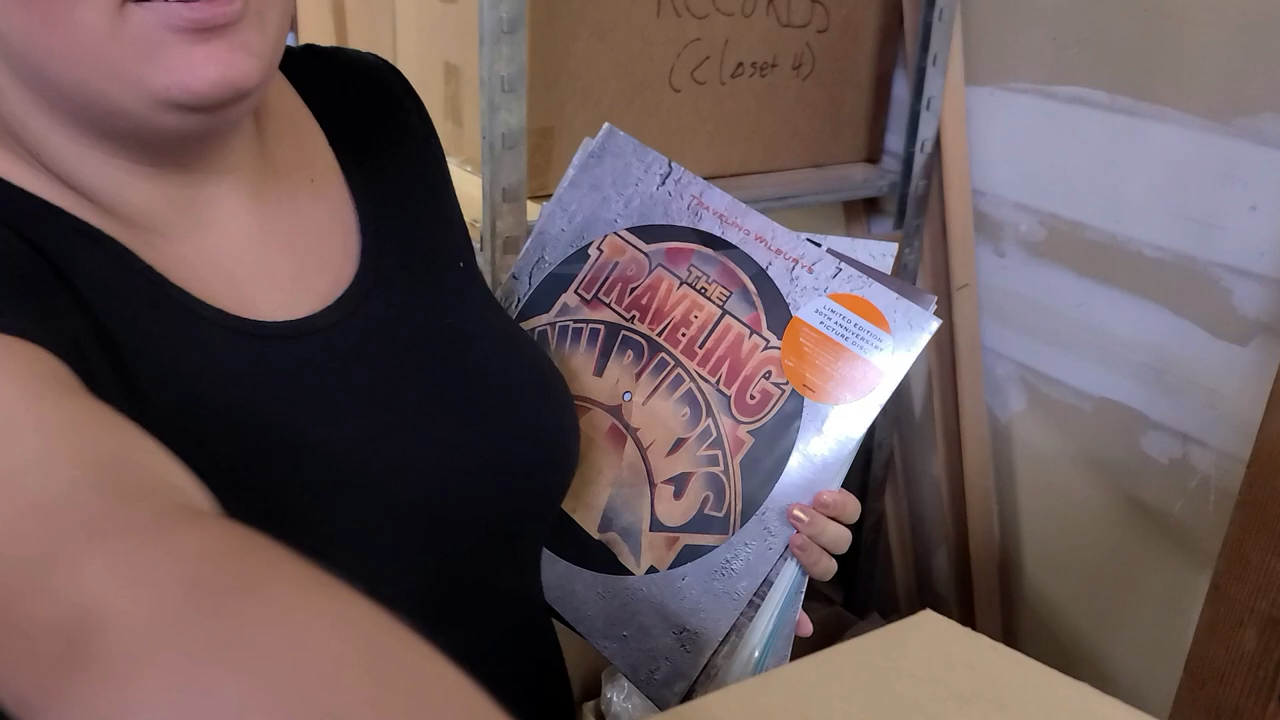 RECORDS
(Closet 4)
TRAVELING WILBURYS
THE
TRAVELING
WILBURYS
LIMITED EDITION
30TH ANNIVERSARY
PICTURE DISC